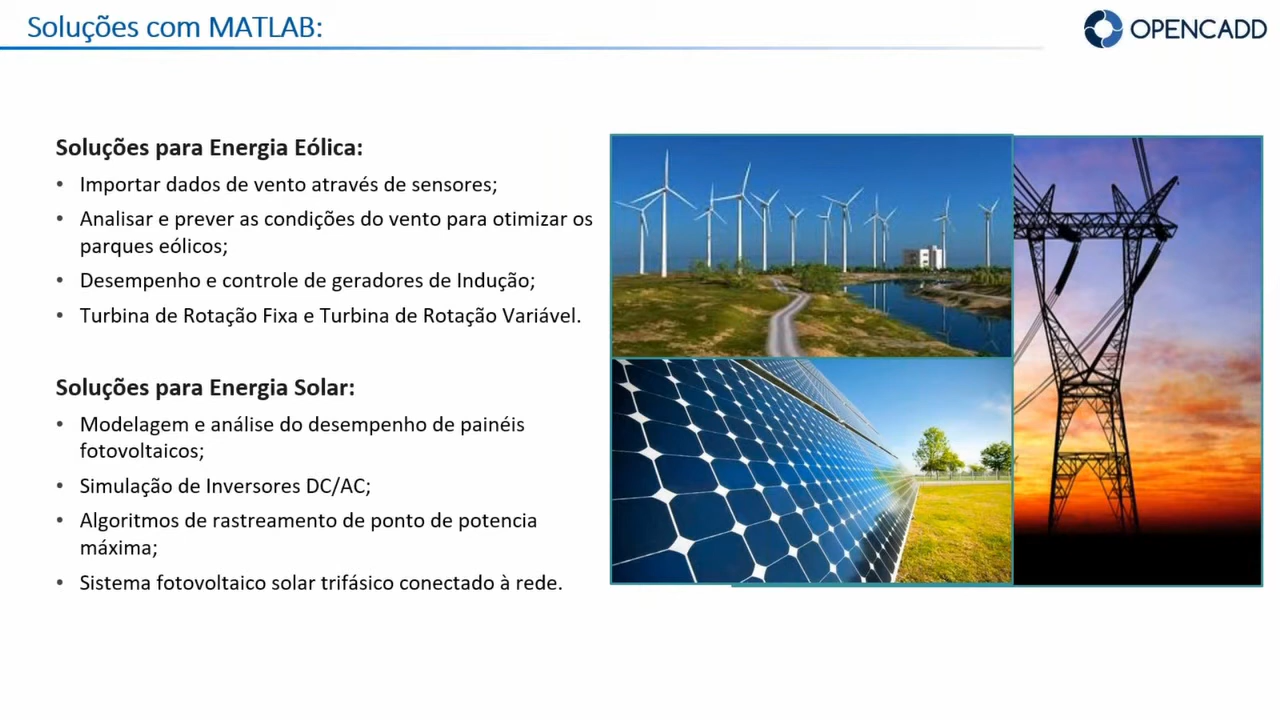 Soluções com MATLAB:
OPENCADD
Soluções para Energia Eólica:
• Importar dados de vento através de sensores;
• Analisar e prever as condições do vento para otimizar os
parques eólicos;
• Desempenho e controle de geradores de Indução;
• Turbina de Rotação Fixa e Turbina de Rotação Variável.
Soluções para Energia Solar:
• Modelagem e análise do desempenho de painéis
fotovoltaicos;
• Simulação de Inversores DC/AC;
• Algoritmos de rastreamento de ponto de potencia
máxima;
• Sistema fotovoltaico solar trifásico conectado à rede.